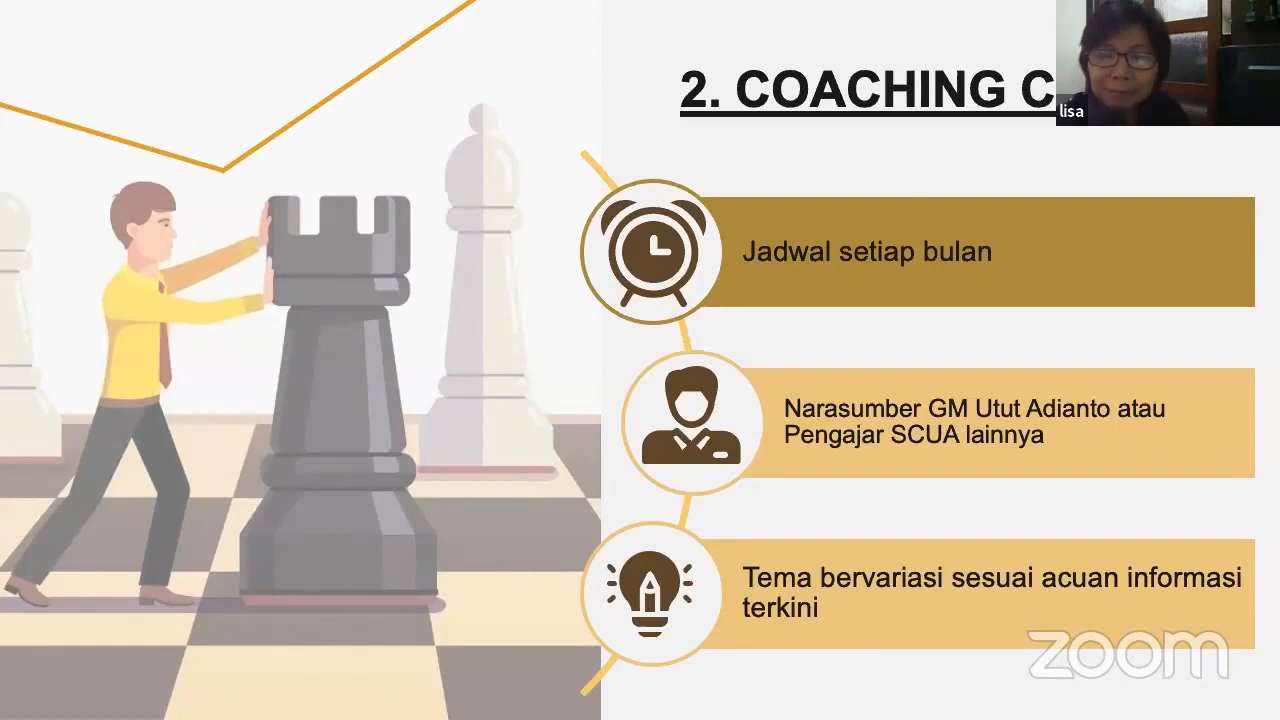 2. COACHING C
lisa
Jadwal setiap bulan
Narasumber GM Utut Adianto atau
Pengajar SCUA lainnya
Tema bervariasi sesuai acuan informasi
terkini
zoom